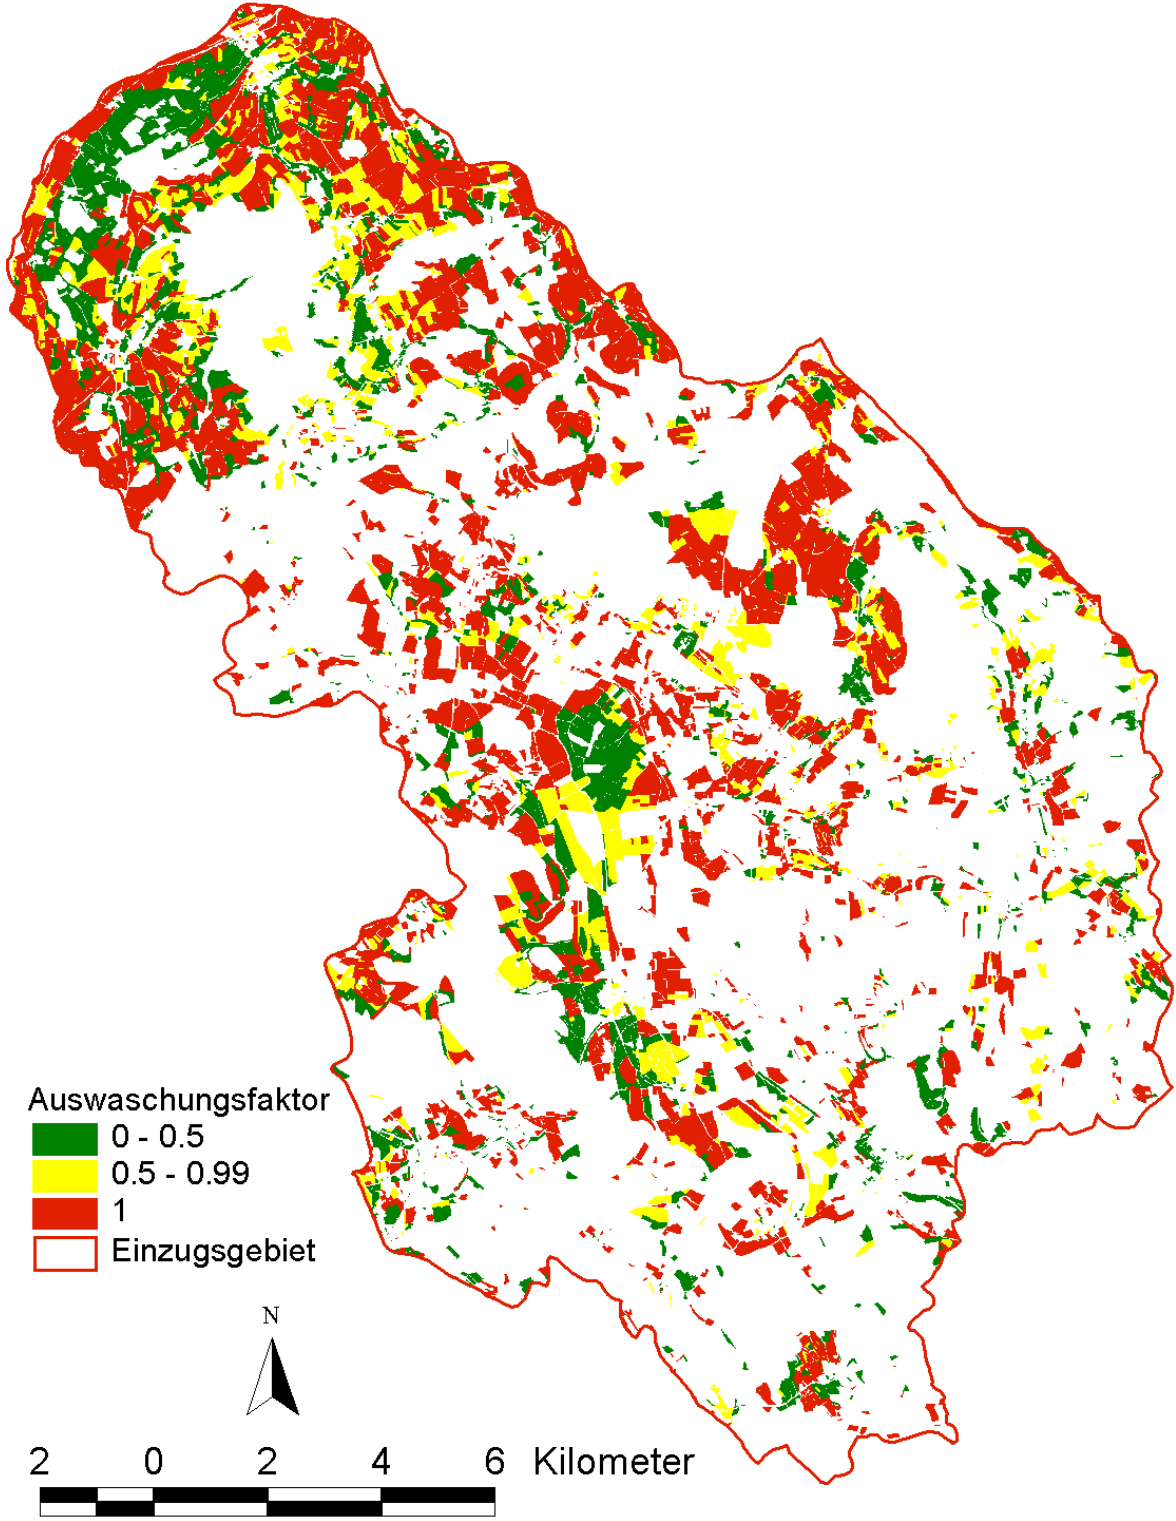 Auswaschungsfaktor
0 - 0.5
0.5 - 0.99
1
Einzugsgebiet
N
2 0 2 4 6 Kilometer